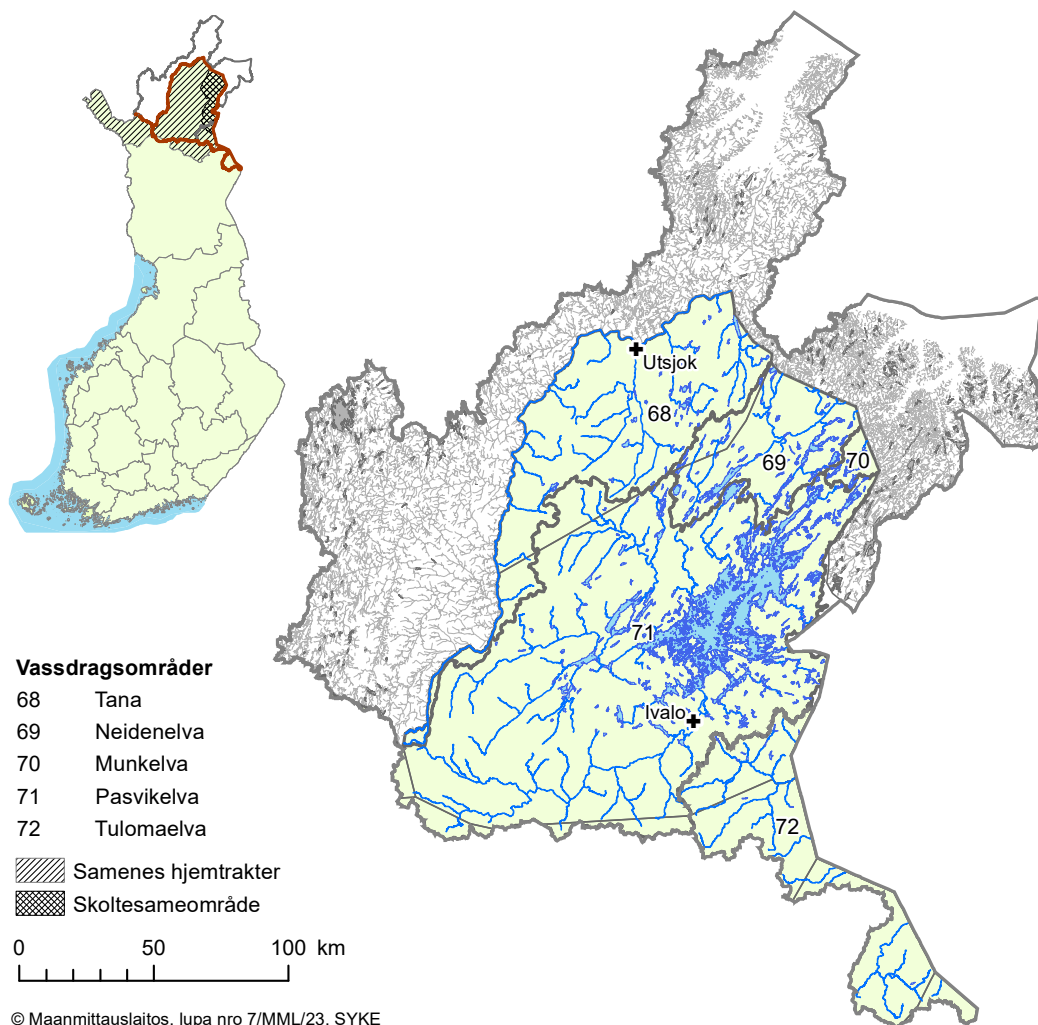 Utsjok
68
69
70
71
Ivalo
72
Vassdragsområder
68 Tana
69 Neidenelva
70 Munkelva
71 Pasvikelva
72 Tulomaelva
Samenes hjemtrakter
Skoltesameområde
0 50 100 km
© Maanmittauslaitos, lupa nro 7/MML/23, SYKE